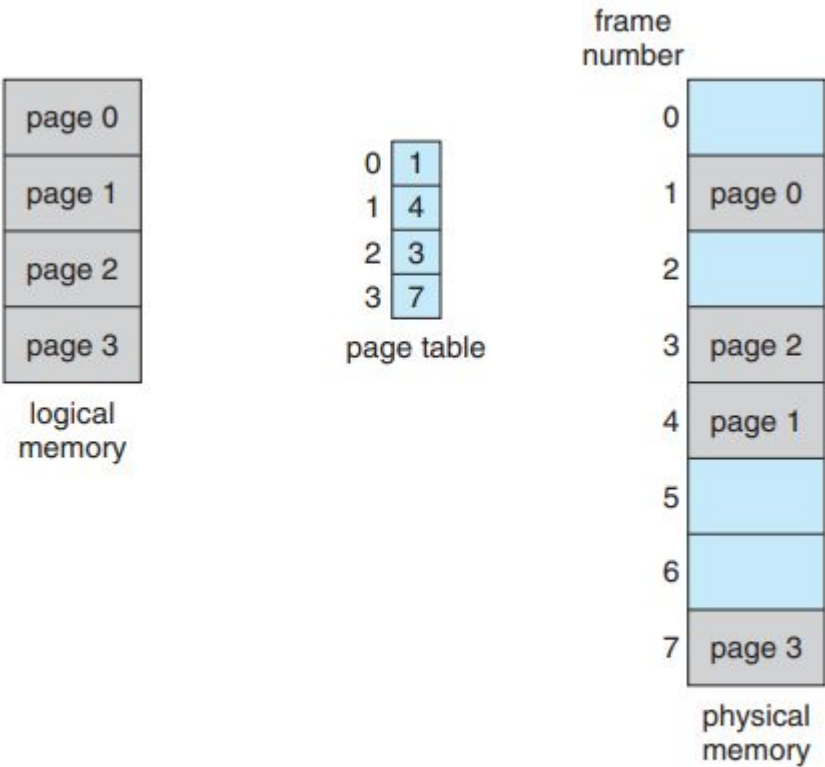 page 0
page 1
page 2
page 3
logical
memory
0 1
1 4
2 3
3 7
page table
frame
number
0
1 page 0
2
3 page 2
4 page 1
5
6
7 page 3
physical
memory